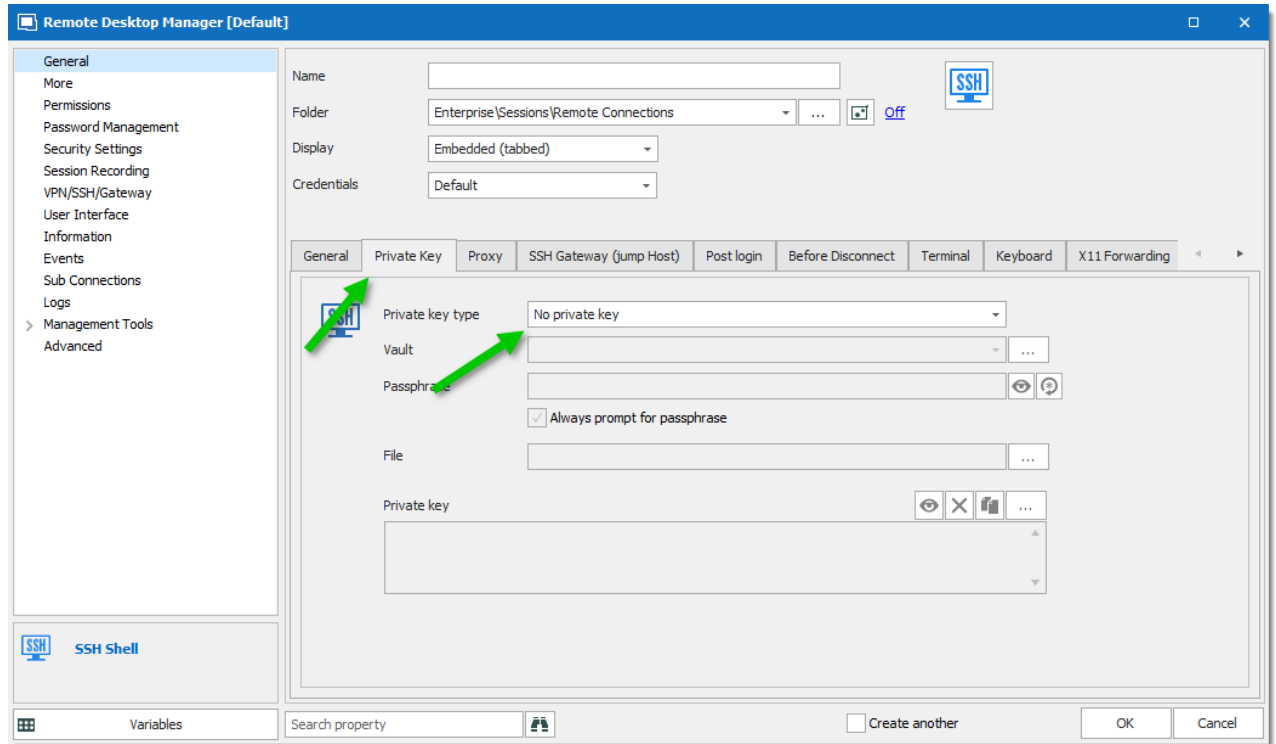 Remote Desktop Manager [Default]
General
More
Permissions
Password Management
Security Settings
Session Recording
VPN/SSH/Gateway
User Interface
Information
Events
Sub Connections
Logs
Management Tools
Advanced
SSH Shell
Variables
Name
Folder Enterprise\Sessions\Remote Connections ... Off
Display Embedded (tabbed)
Credentials Default
SSH
General Private Key Proxy SSH Gateway (jump Host) Post login Before Disconnect Terminal Keyboard X11 Forwarding
SSH
Private key type No private key
Vault ...
Passphrase
Always prompt for passphrase
File ...
Private key ...
SSH
Search property
Create another OK Cancel